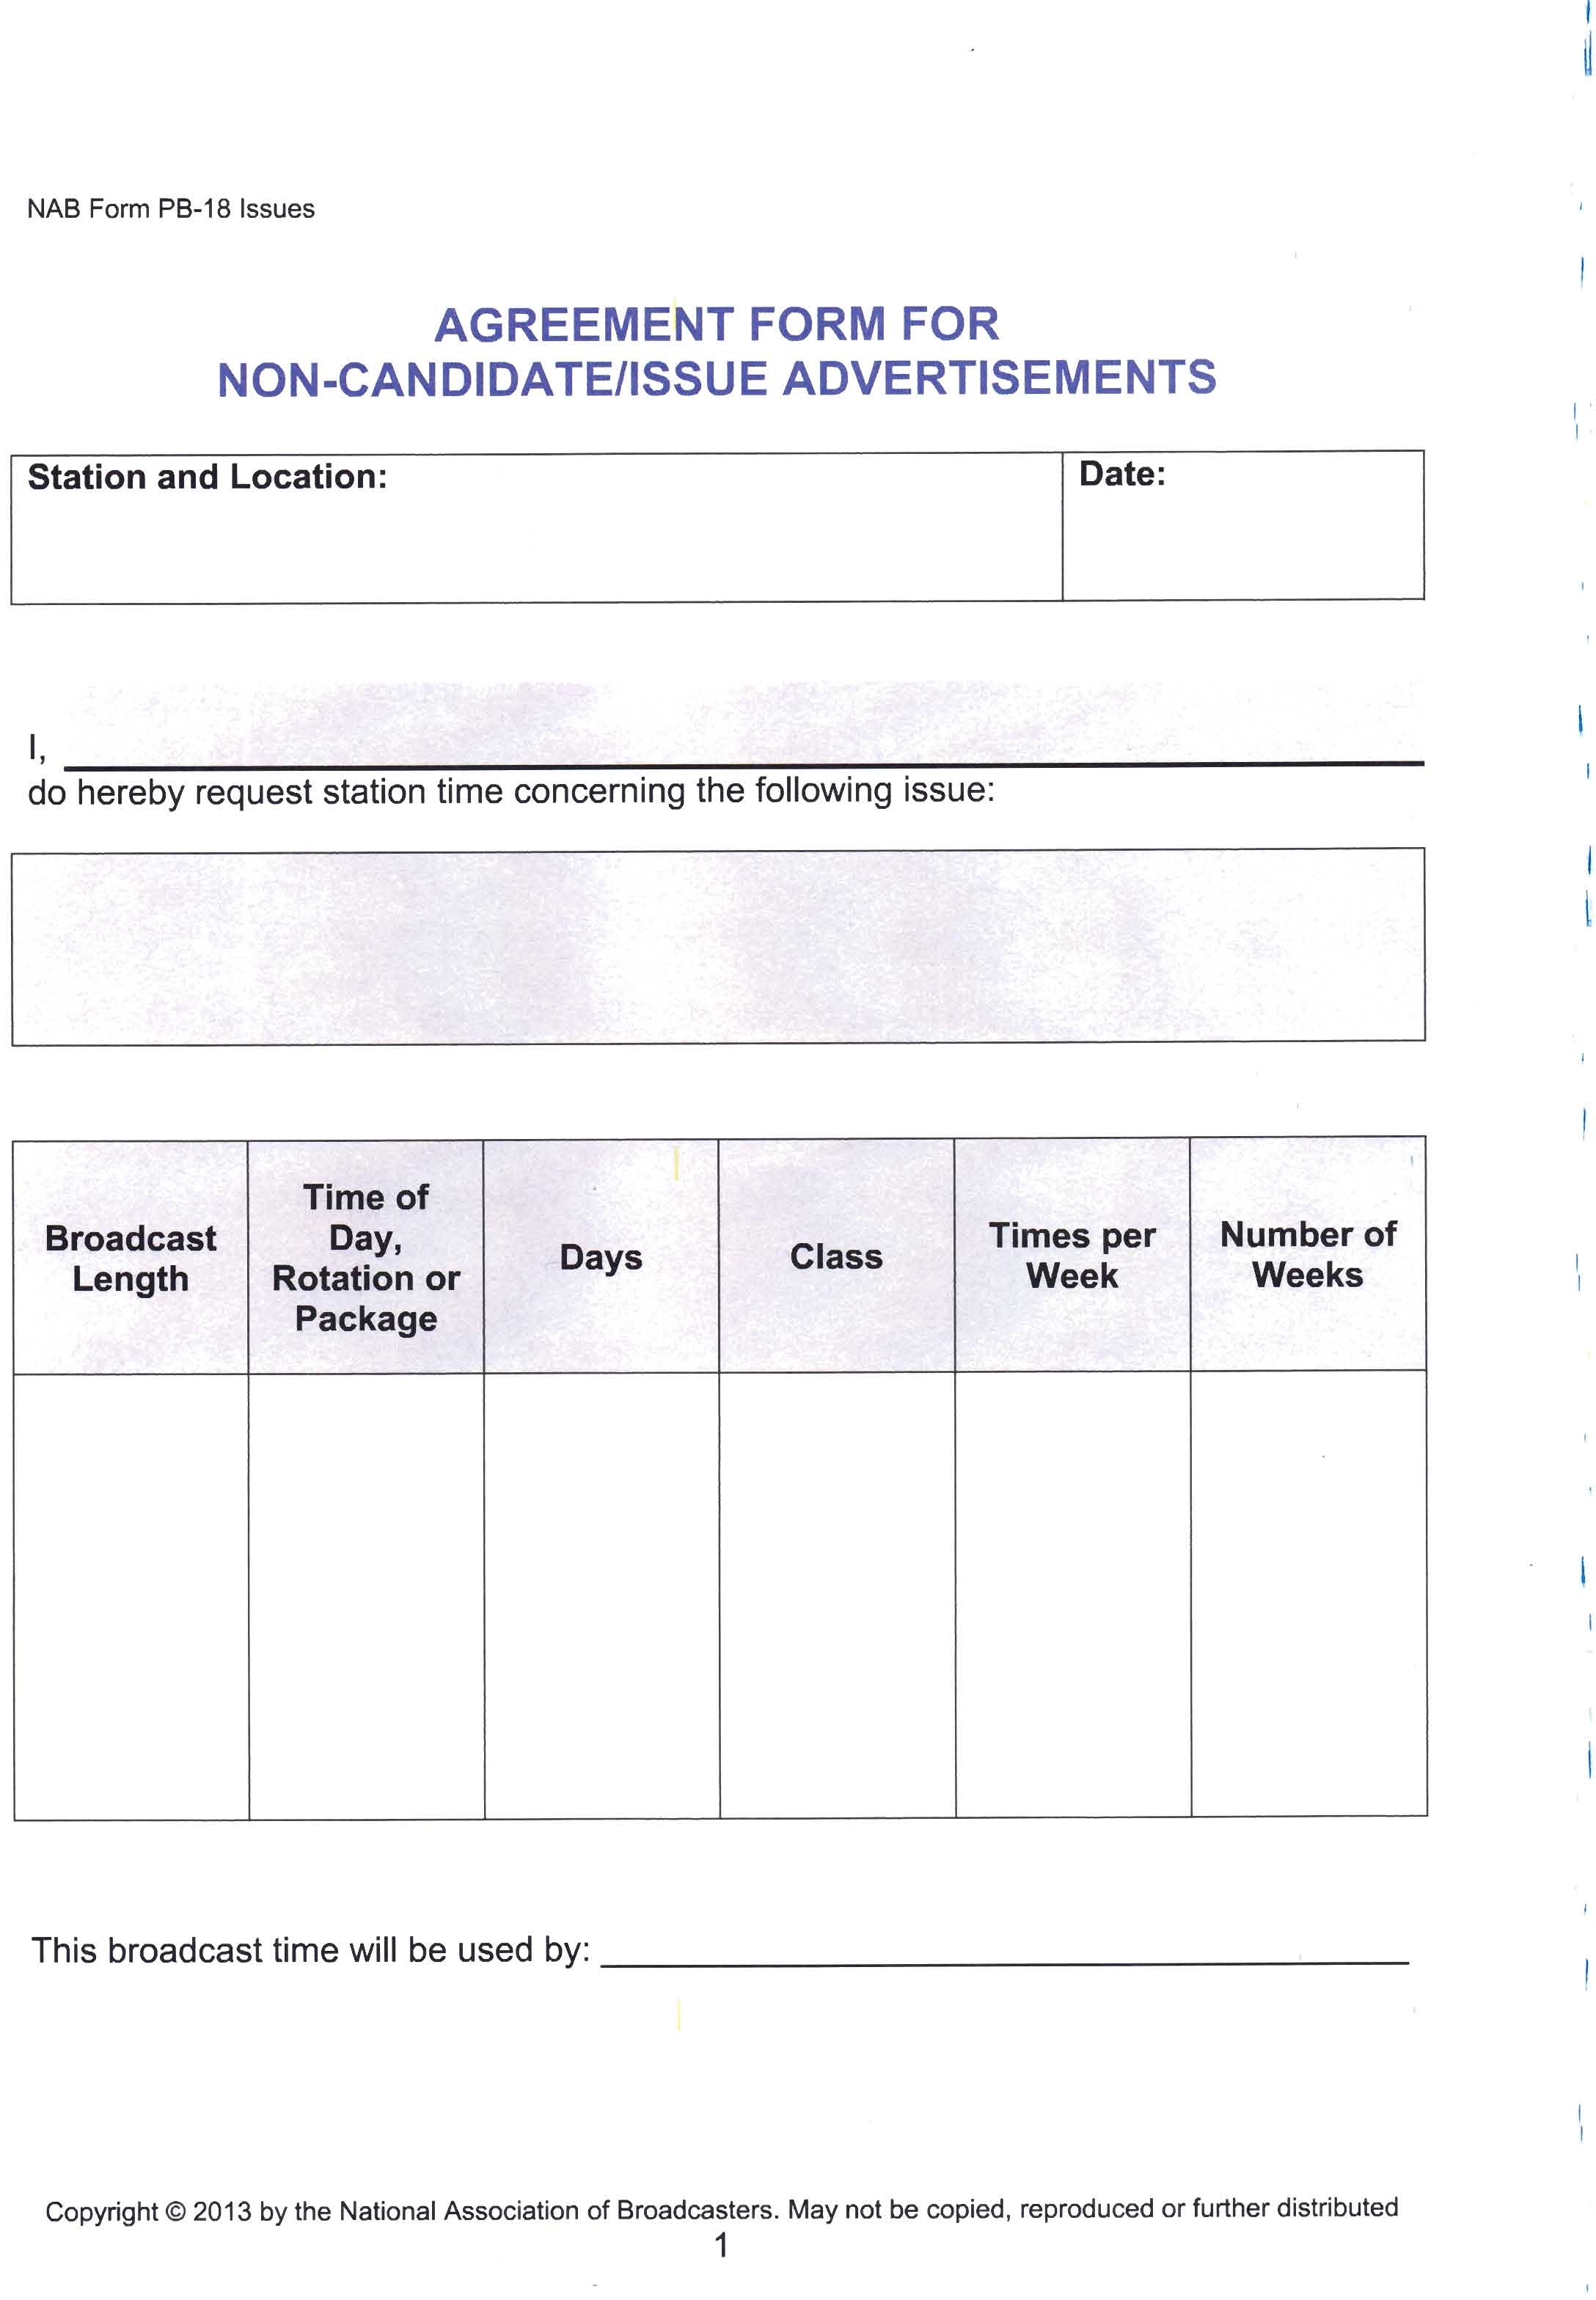 NAB Form PB-18 Issues
AGREEMENT FORM FOR
NON-CANDIDATE/ISSUE ADVERTISEMENTS
Station and Location:
Date:
I,
do hereby request station time concerning the following issue:
Broadcast
Length
Time of
Day,
Rotation or
Package
Days
Class
Times per
Week
Number of
Weeks
This broadcast time will be used by:
Copyright © 2013 by the National Association of Broadcasters. May not be copied, reproduced or further distributed
1